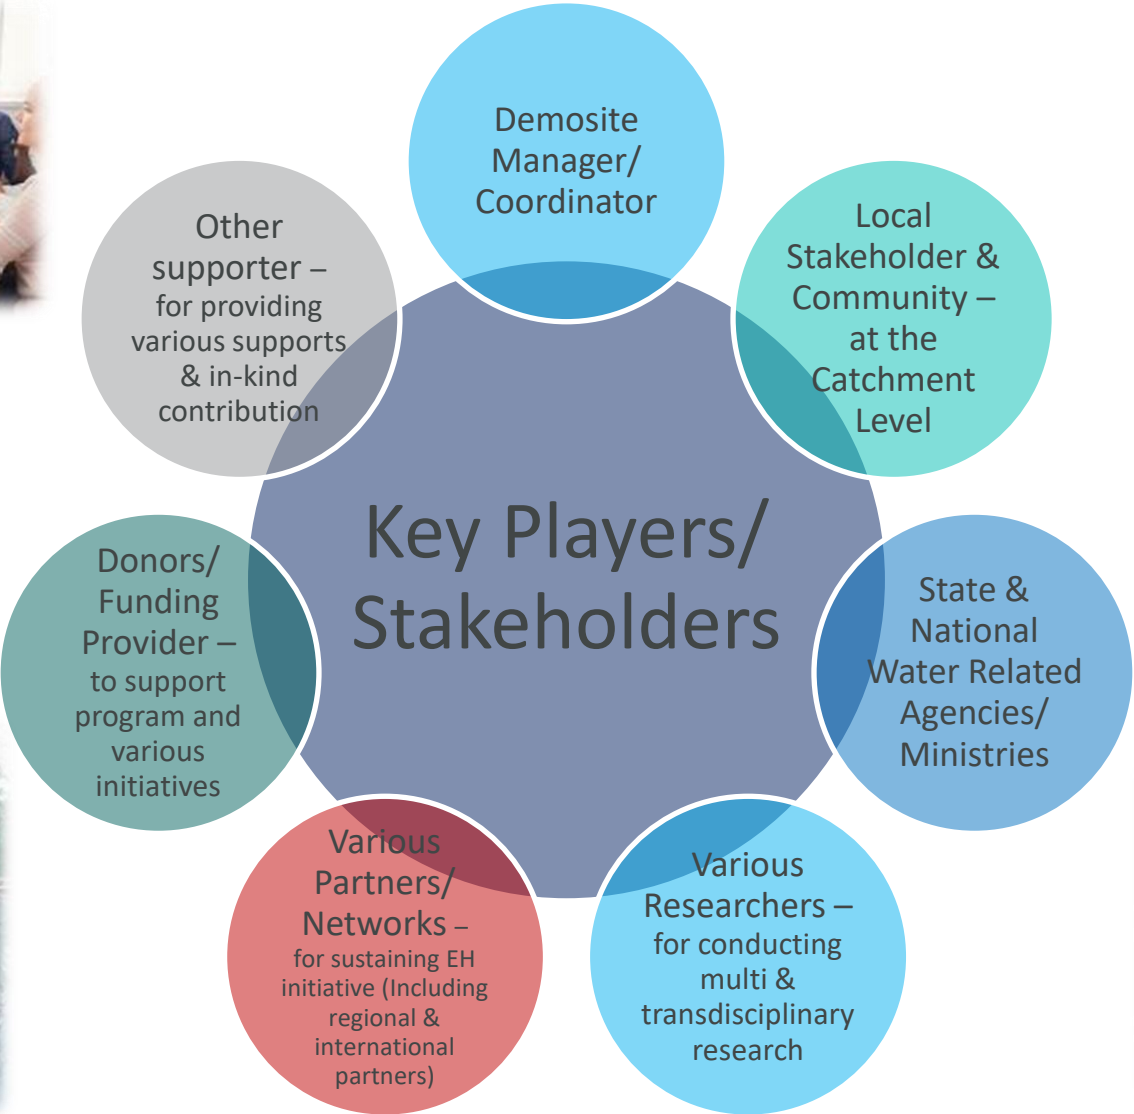 Demosite
Manager/
Coordinator
Local
Stakeholder &
Community –
at the
Catchment
Level
State &
National
Water Related
Agencies/
Ministries
Various
Researchers –
for conducting
multi &
transdisciplinary
research
Various
Partners/
Networks –
for sustaining EH
initiative (Including
regional &
international
partners)
Donors/
Funding
Provider –
to support
program and
various
initiatives
Other
supporter –
for providing
various supports
& in-kind
contribution
Key Players/
Stakeholders